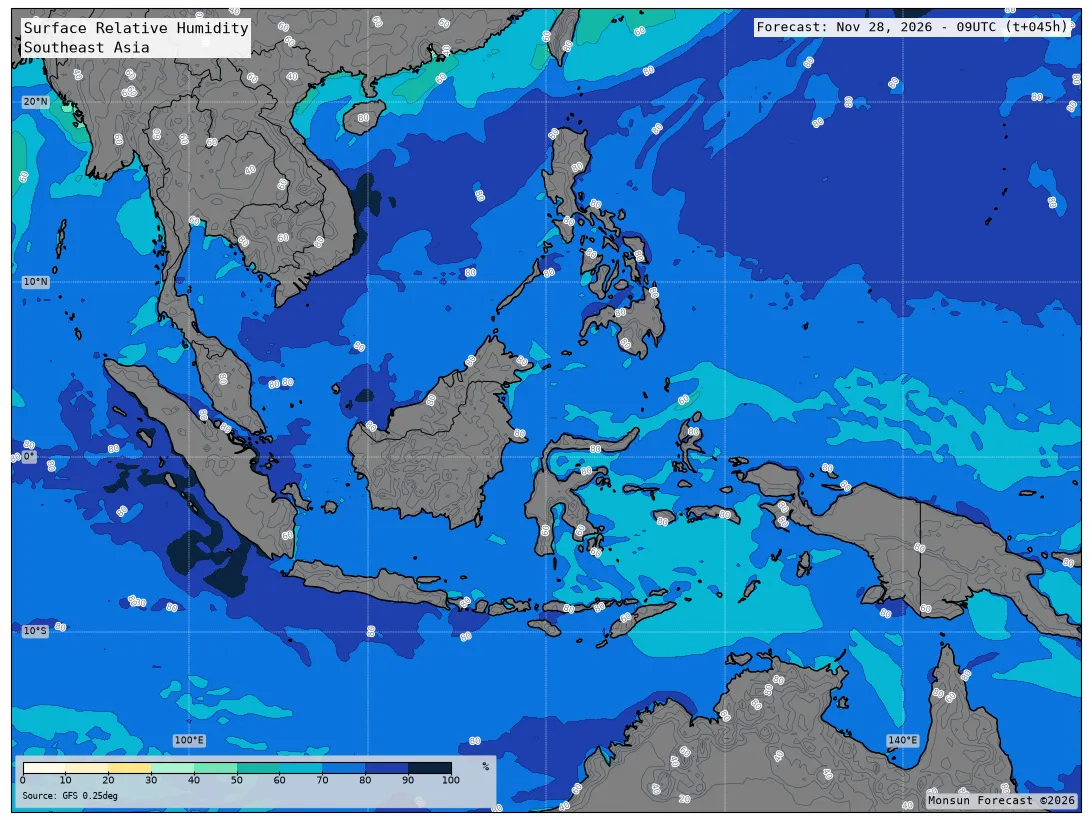 Surface Relative Humidity
Southeast Asia
Forecast: Nov 28, 2026 - 09UTC (t+045h)
20°N
10°N
0°
10°S
100°E
140°E
0 10 20 30 40 50 60 70 80 90 100
%
Source: GFS 0.25deg
Monsun Forecast ©2026